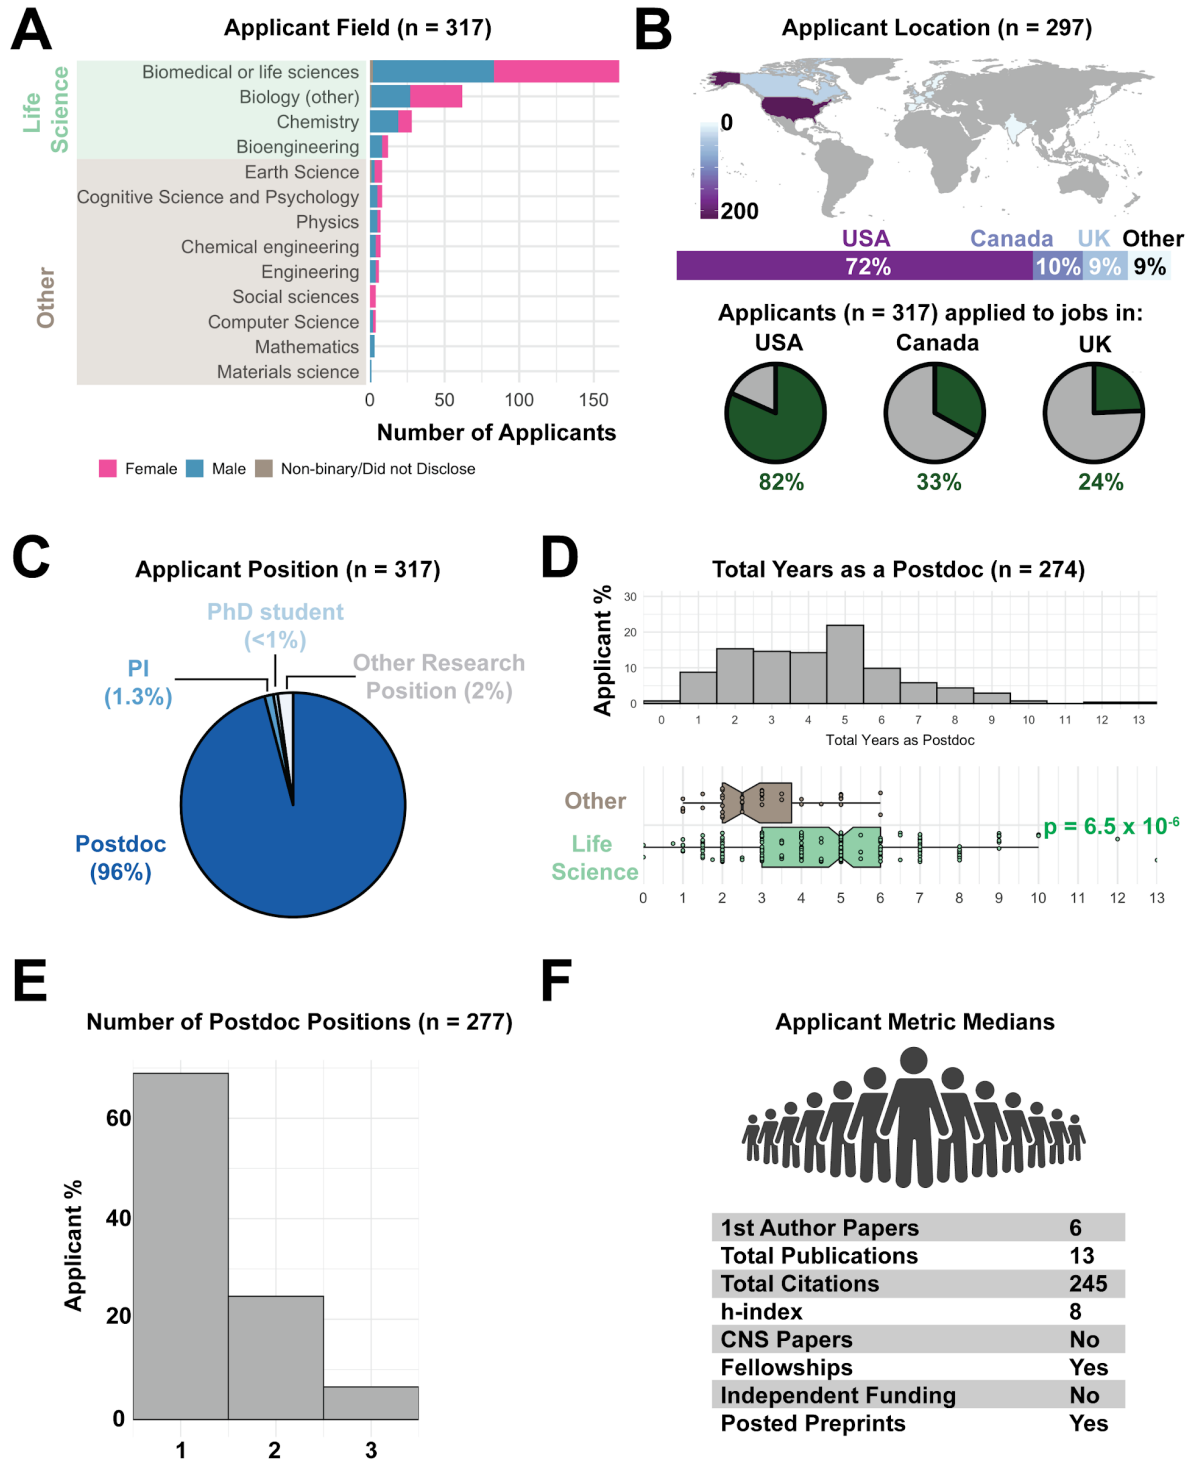 A
Applicant Field (n = 317)
Life
Science
Biomedical or life sciences
Biology (other)
Chemistry
Bioengineering
Other
Earth Science
Cognitive Science and Psychology
Physics
Chemical engineering
Engineering
Social sciences
Computer Science
Mathematics
Materials science
0 50 100 150
Number of Applicants
Female Male Non-binary/Did not Disclose
B
Applicant Location (n = 297)
0
200
USA Canada UK Other
72% 10% 9% 9%
Applicants (n = 317) applied to jobs in:
USA Canada UK
82% 33% 24%
C
Applicant Position (n = 317)
PhD student
(<1%)
PI
(1.3%)
Other Research
Position (2%)
Postdoc
(96%)
D
Total Years as a Postdoc (n = 274)
Applicant %
30
20
10
0
0 1 2 3 4 5 6 7 8 9 10 11 12 13
Total Years as Postdoc
Other
Life
Science
p = 6.5 x 10-6
0 1 2 3 4 5 6 7 8 9 10 11 12 13
E
Number of Postdoc Positions (n = 277)
Applicant %
60
40
20
0
1 2 3
F
Applicant Metric Medians
1st Author Papers 6
Total Publications 13
Total Citations 245
h-index 8
CNS Papers No
Fellowships Yes
Independent Funding No
Posted Preprints Yes